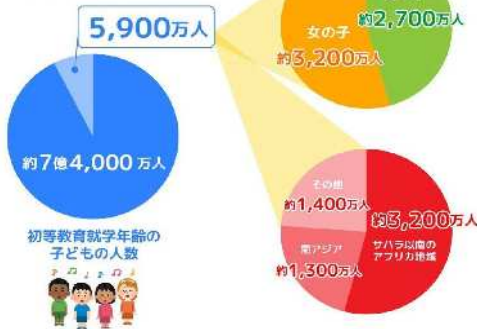 5,900万人
約7億4,000万人
初等教育就学年齢の
子どもの人数
女の子
約3,200万人
約2,700万人
その他
約1,400万人
南アジア
約1,300万人
約3,200万人
サハラ以南の
アフリカ地域